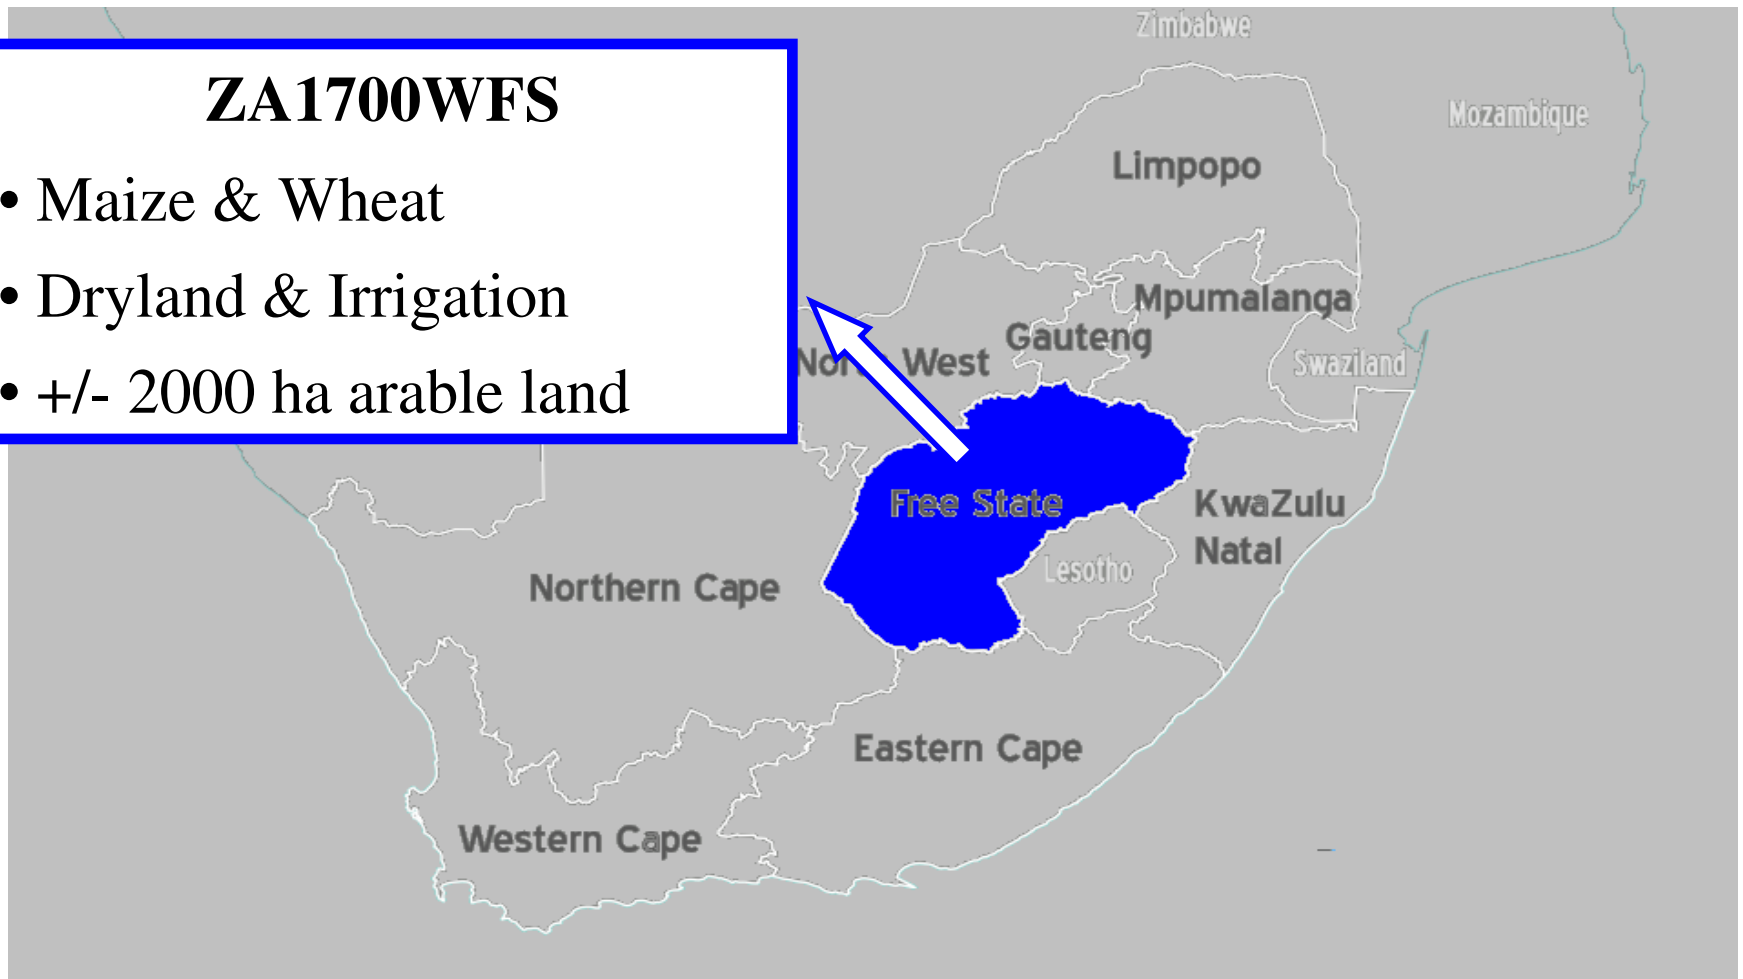 Zimbabwe
ZA1700WFS
Mozambique
Limpopo
• Maize & Wheat
• Dryland & Irrigation
Mpumalanga
Gauteng
North West
Swaziland
• +/- 2000 ha arable land
Free State
KwaZulu
Natal
Lesotho
Northern Cape
Eastern Cape
Western Cape